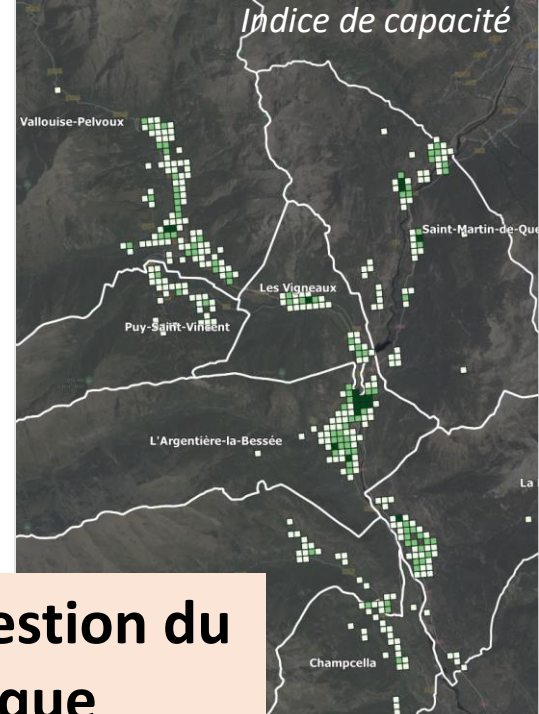 Indice de capacité
Vallouise-Pelvoux
Saint-Martin-de-Que
Les Vigneaux
Puy-Saint-Vincent
L'Argentière-la-Bessée
La
estion du
que
Champcella